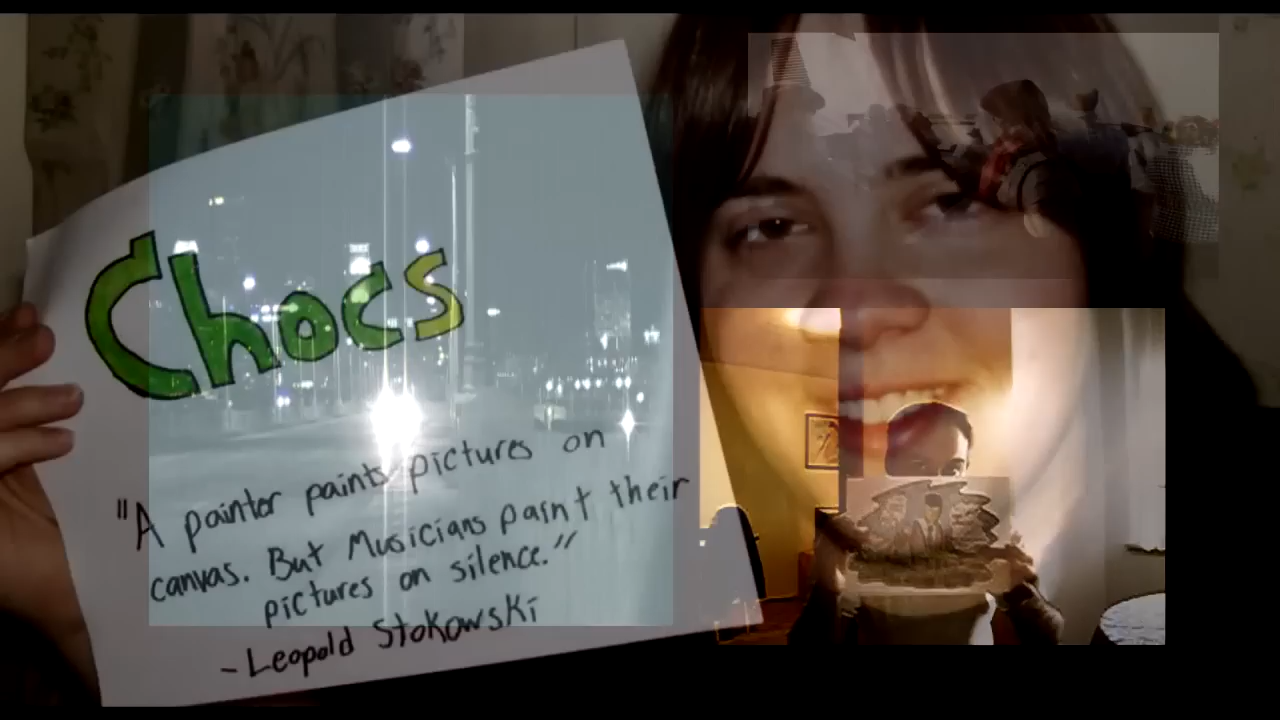 Chocs
"A painter paints pictures on
canvas. But Musicians paint their
pictures on silence."
- Leopold Stokowski